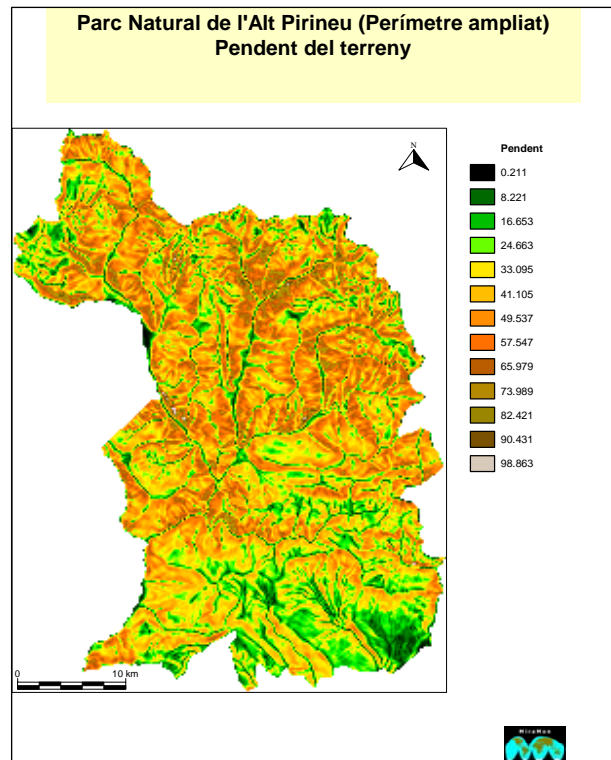 Parc Natural de l'Alt Pirineu (Perímetre ampliat)
Pendent del terreny
N
Pendent
0.211
8.221
16.653
24.663
33.095
41.105
49.537
57.547
65.979
73.989
82.421
90.431
98.863
0 10 km
MiraMon